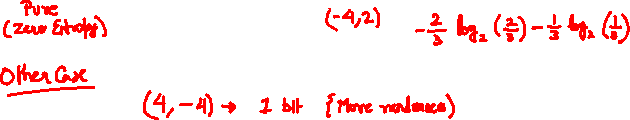 Pure
(Zero Entropy) (-4,2) -2/3 log₂ (2/3) - 1/3 log₂ (1/3)
Other Case
(4,-4) → 1 bit {More randomness)